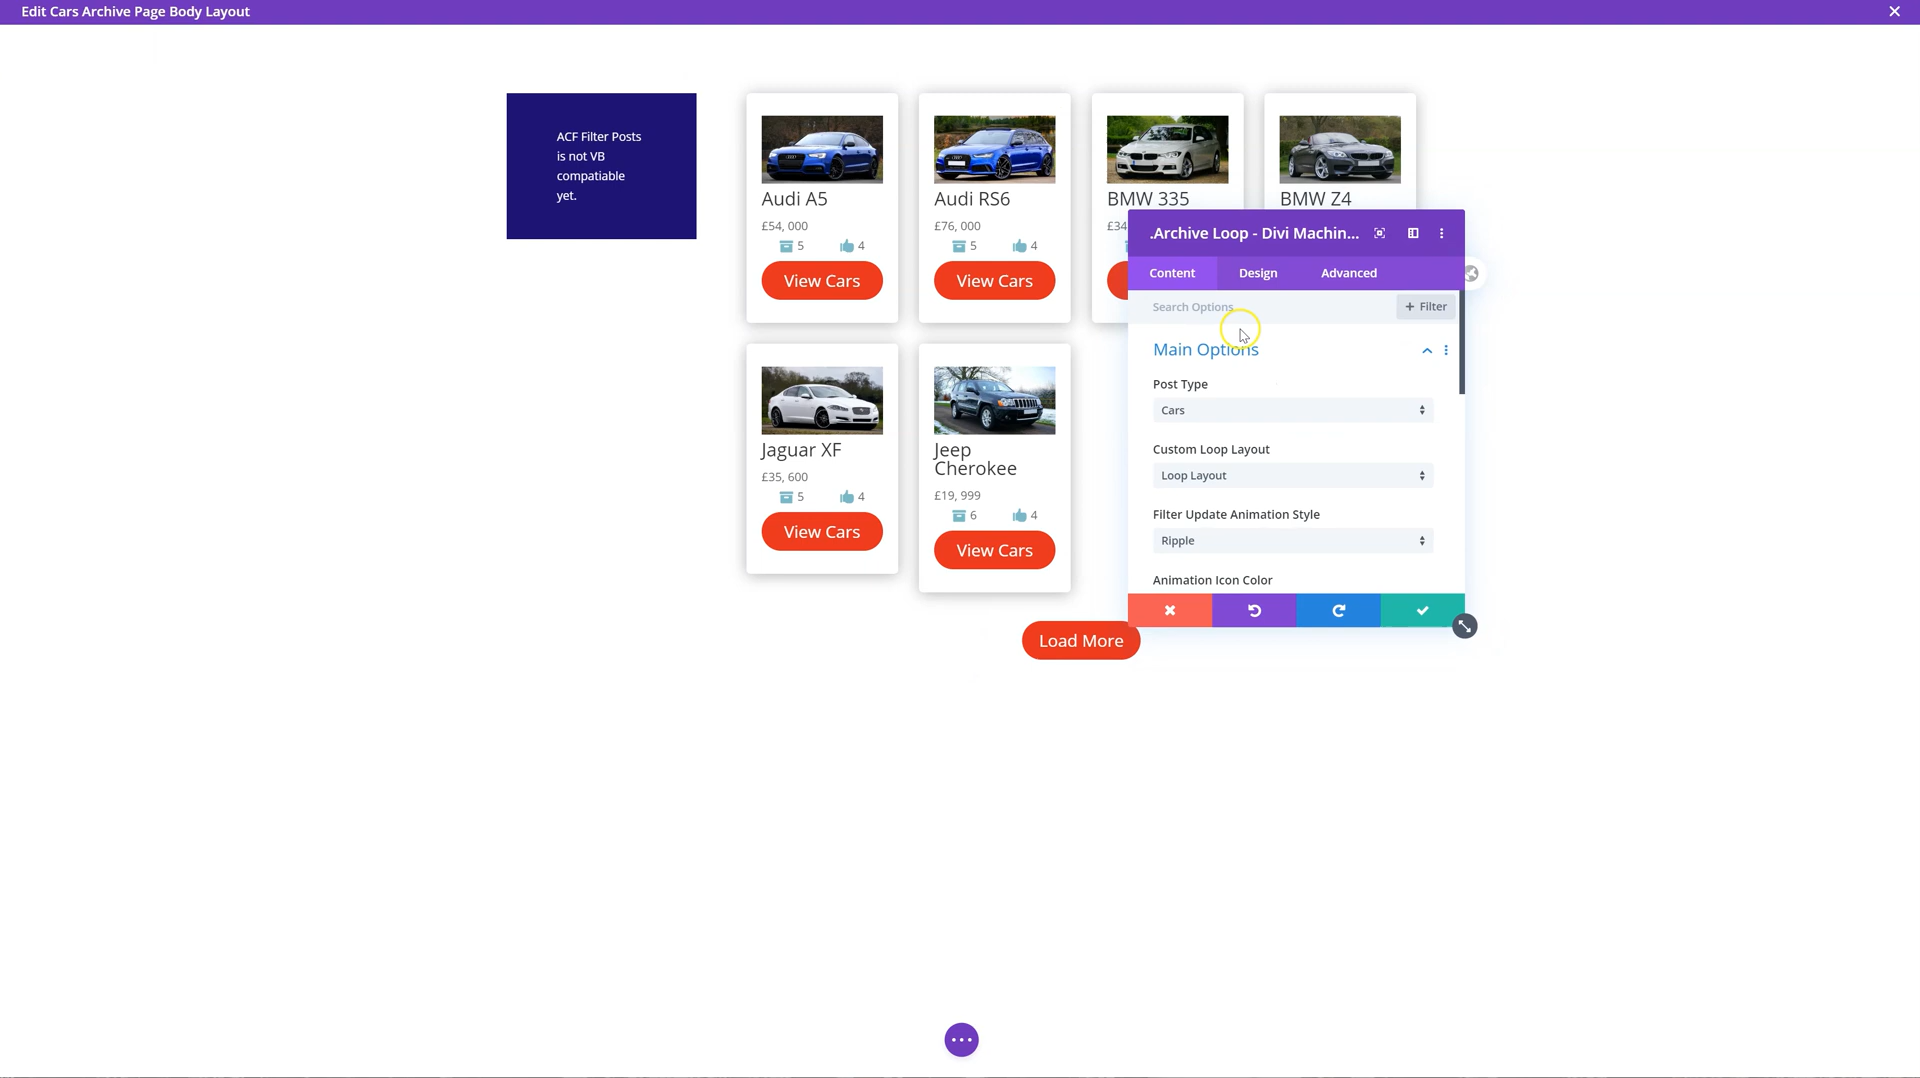 Edit Cars Archive Page Body Layout
ACF Filter Posts
is not VB
compatiable
yet.
Audi A5
£54, 000
5 4
View Cars
Audi RS6
£76, 000
5 4
View Cars
BMW 335
£34
BMW Z4
Jaguar XF
£35, 600
5 4
View Cars
Jeep
Cherokee
£19, 999
6 4
View Cars
Load More
.Archive Loop - Divi Machin...
Content Design Advanced
Search Options + Filter
Main Options
Post Type
Cars
Custom Loop Layout
Loop Layout
Filter Update Animation Style
Ripple
Animation Icon Color